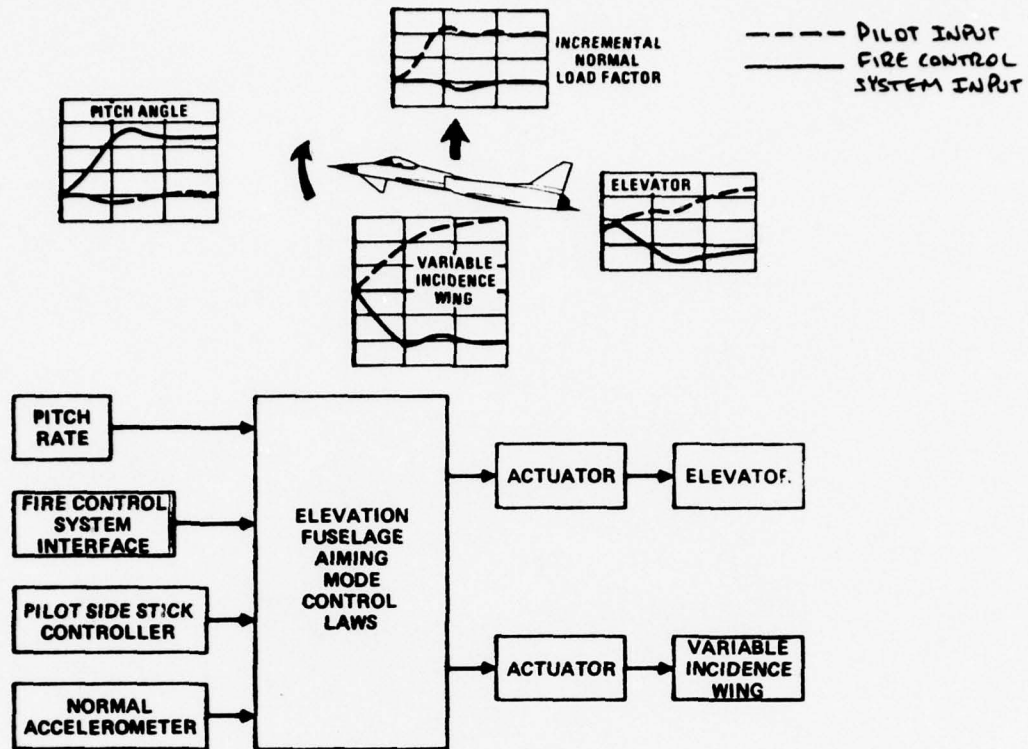 INCREMENTAL
NORMAL
LOAD FACTOR
PILOT INPUT
FIRE CONTROL
SYSTEM INPUT
PITCH ANGLE
ELEVATOR
VARIABLE
INCIDENCE
WING
PITCH
RATE
FIRE CONTROL
SYSTEM
INTERFACE
PILOT SIDE STICK
CONTROLLER
NORMAL
ACCELEROMETER
ELEVATION
FUSELAGE
AIMING
MODE
CONTROL
LAWS
ACTUATOR
ELEVATOR
ACTUATOR
VARIABLE
INCIDENCE
WING